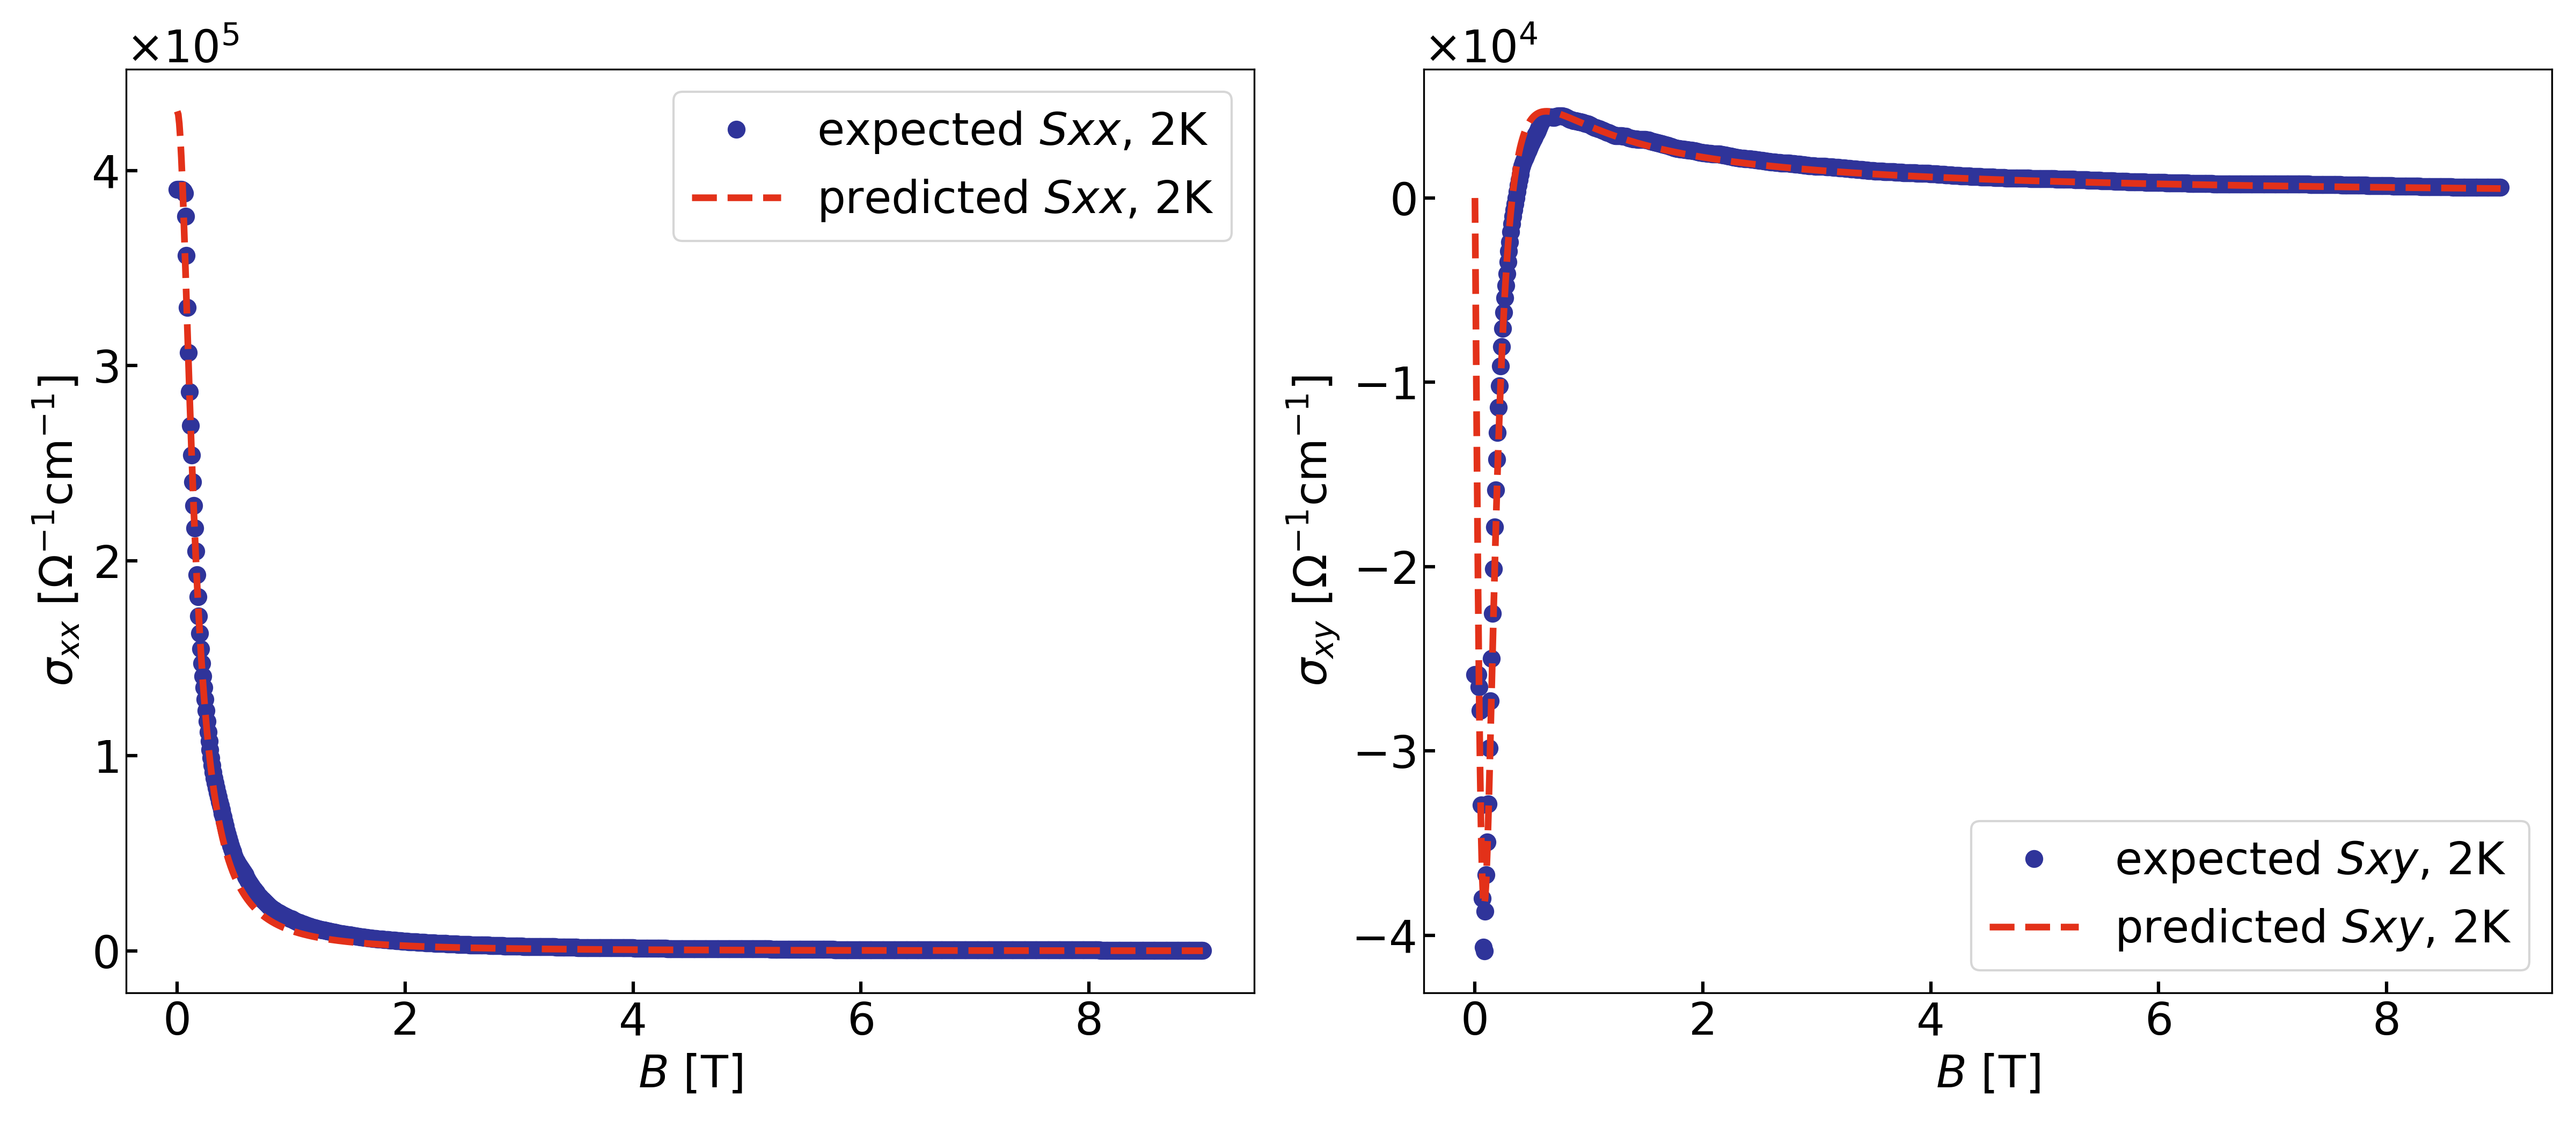 ×10⁵
expected Sxx, 2K
predicted Sxx, 2K
4
3
2
1
0
σxx [Ω⁻¹cm⁻¹]
0 2 4 6 8
B [T]
×10⁴
0
−1
−2
−3
−4
σxy [Ω⁻¹cm⁻¹]
expected Sxy, 2K
predicted Sxy, 2K
0 2 4 6 8
B [T]